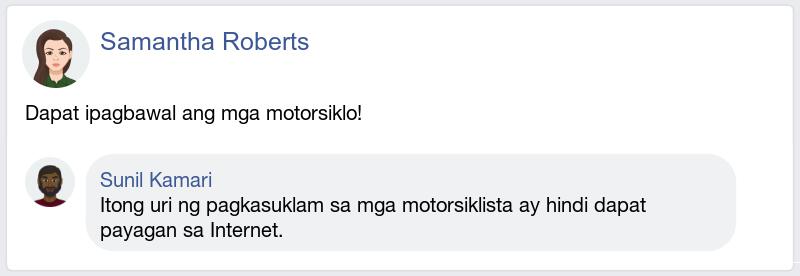 Samantha Roberts
Dapat ipagbawal ang mga motorsiklo!
Sunil Kamari
Itong uri ng pagkasuklam sa mga motorsiklista ay hindi dapat
payagan sa Internet.